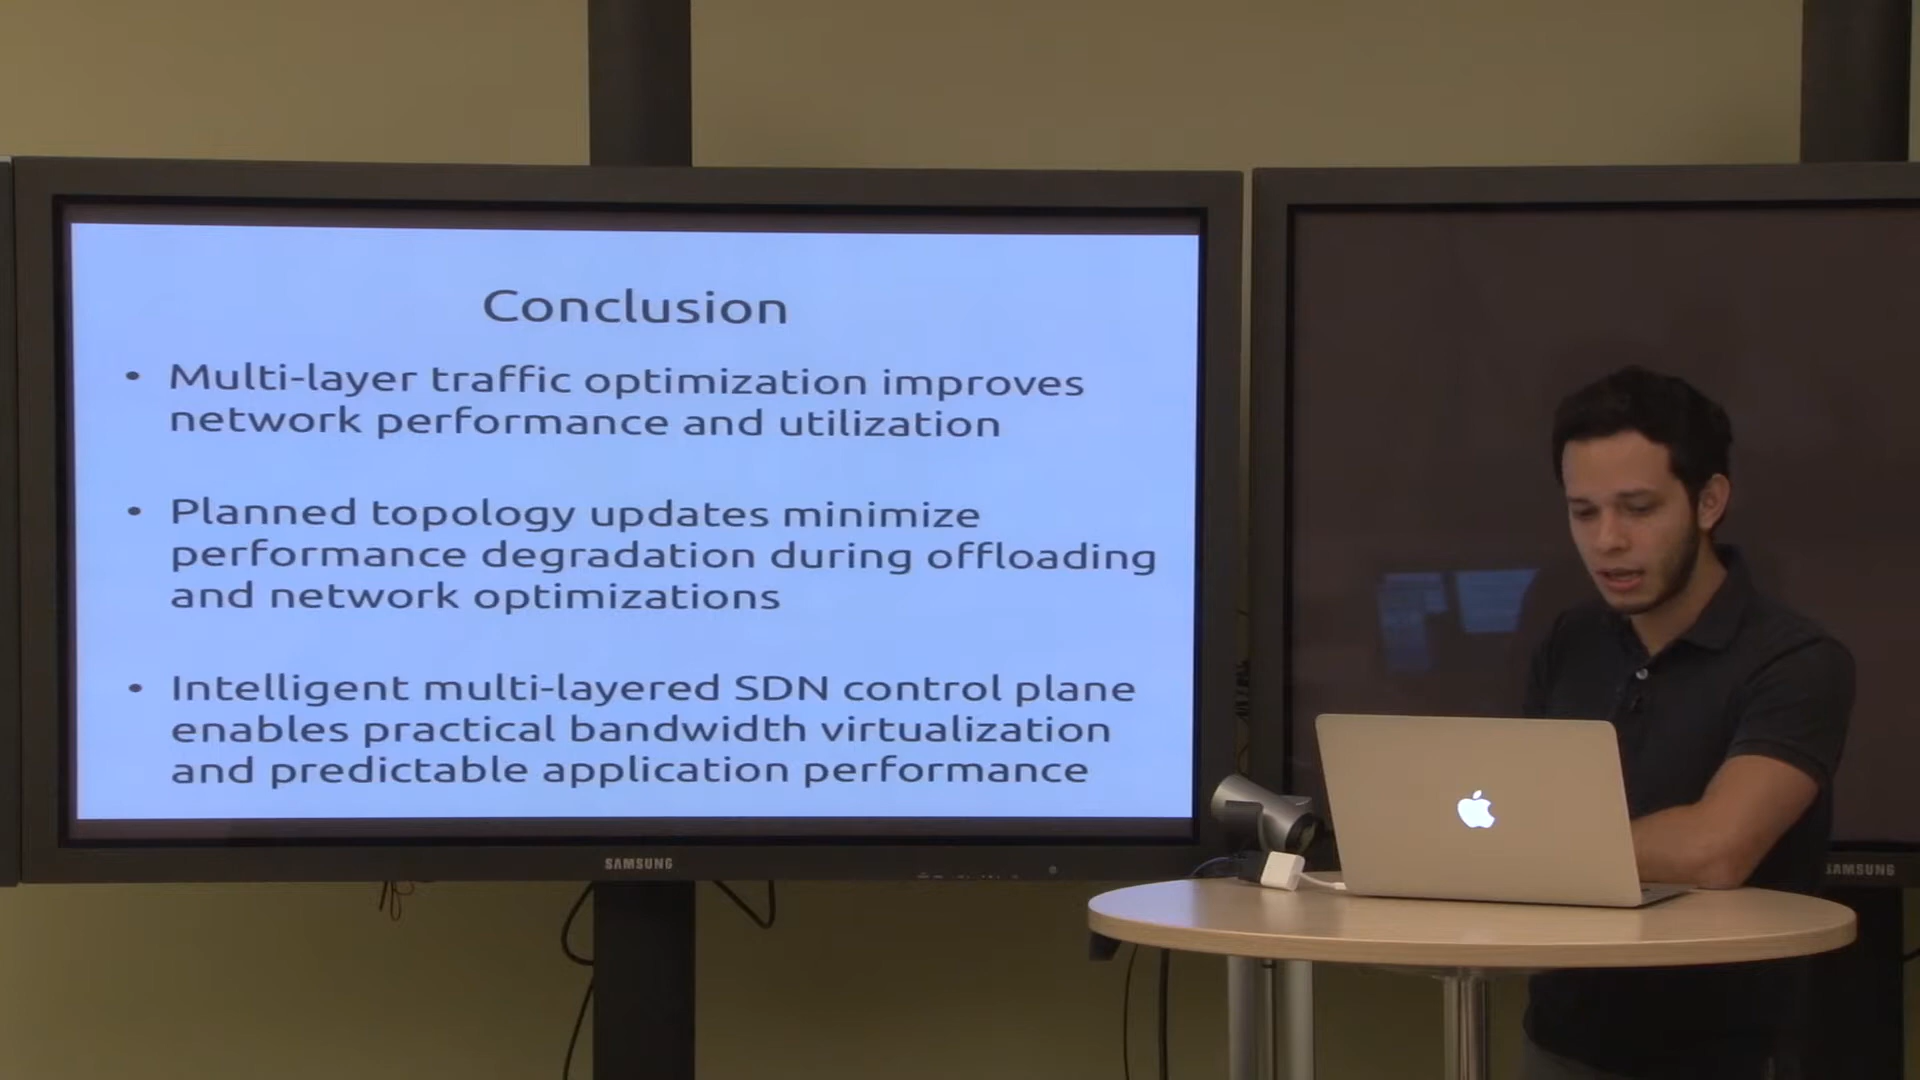 Conclusion
• Multi-layer traffic optimization improves
network performance and utilization
• Planned topology updates minimize
performance degradation during offloading
and network optimizations
• Intelligent multi-layered SDN control plane
enables practical bandwidth virtualization
and predictable application performance
SAMSUNG
SAMSUNG